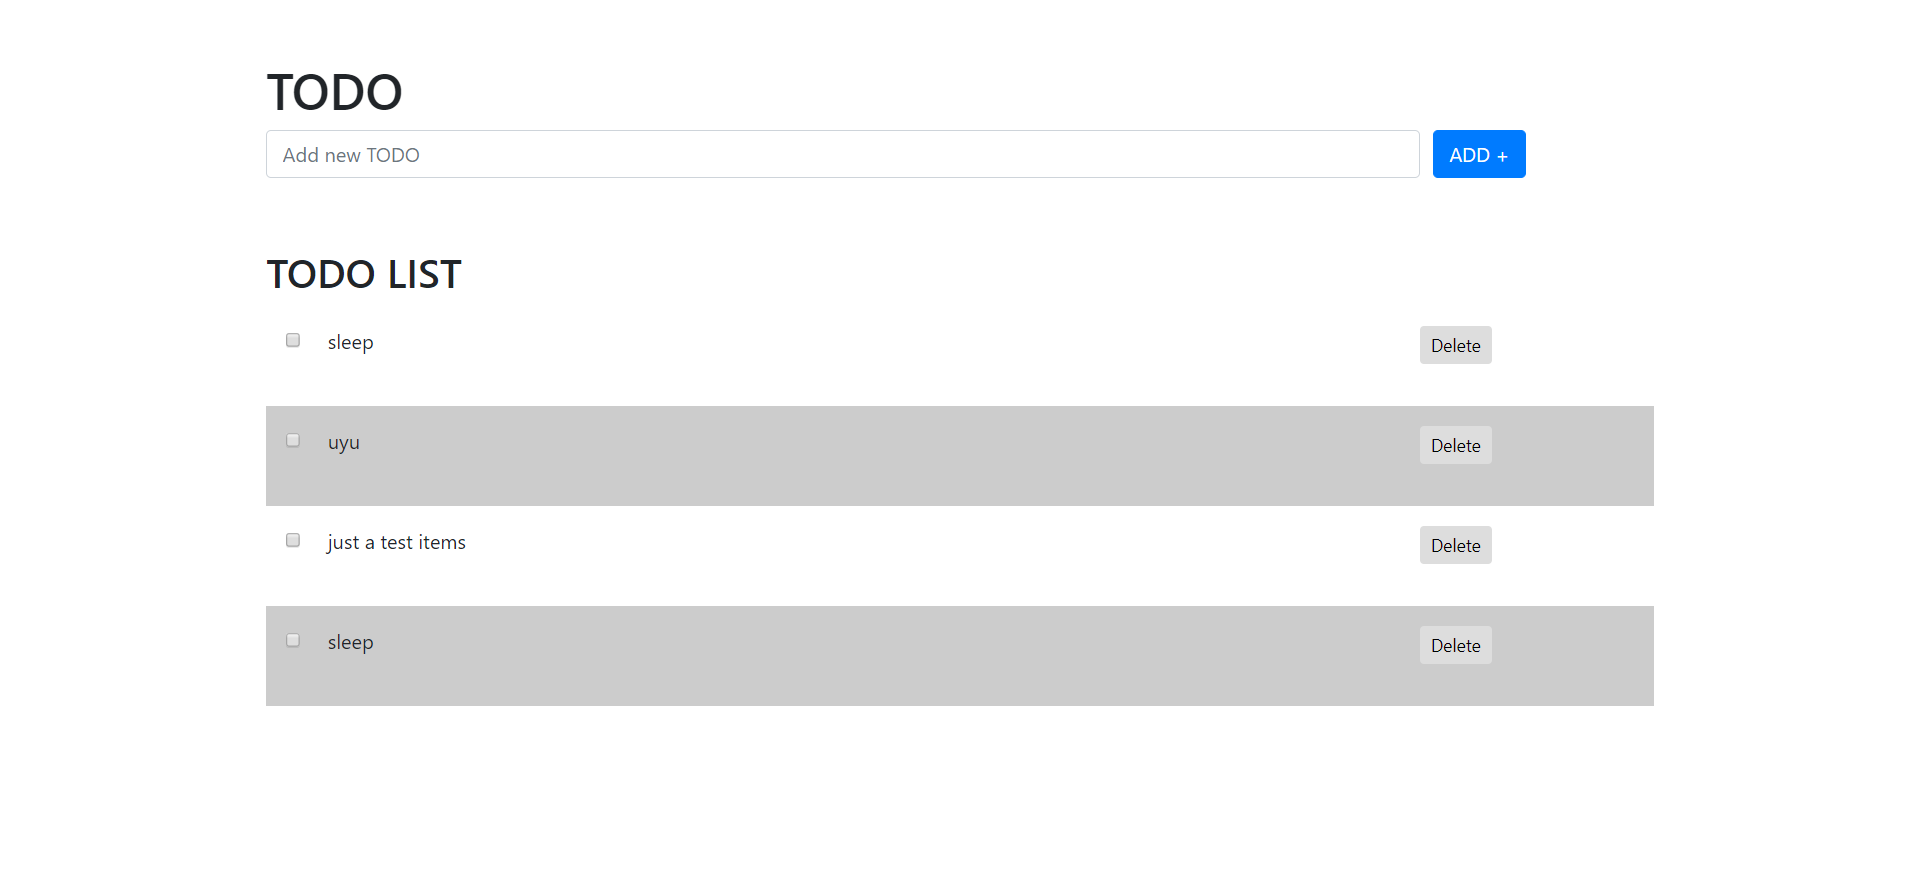 TODO
Add new TODO
ADD +
TODO LIST
sleep
Delete
uyu
Delete
just a test items
Delete
sleep
Delete